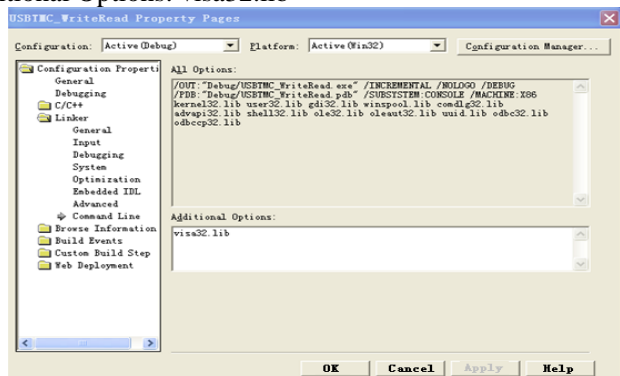 tional Options: visa32.lib
USBTMC_WriteRead Property Pages
Configuration: Active(Debug) Platform: Active(Win32) Configuration Manager...
Configuration Properti
General
Debugging
C/C++
Linker
General
Input
Debugging
System
Optimization
Embedded IDL
Advanced
Command Line
Browse Information
Build Events
Custom Build Step
Web Deployment
All Options:
/OUT:"Debug/USBTMC_WriteRead.exe" /INCREMENTAL /NOLOGO /DEBUG
/PDB:"Debug/USBTMC_WriteRead.pdb" /SUBSYSTEM:CONSOLE /MACHINE:X86
kernel32.lib user32.lib gdi32.lib winspool.lib comdlg32.lib
advapi32.lib shell32.lib ole32.lib oleaut32.lib uuid.lib odbc32.lib
odbccp32.lib
Additional Options:
visa32.lib
OK Cancel Apply Help